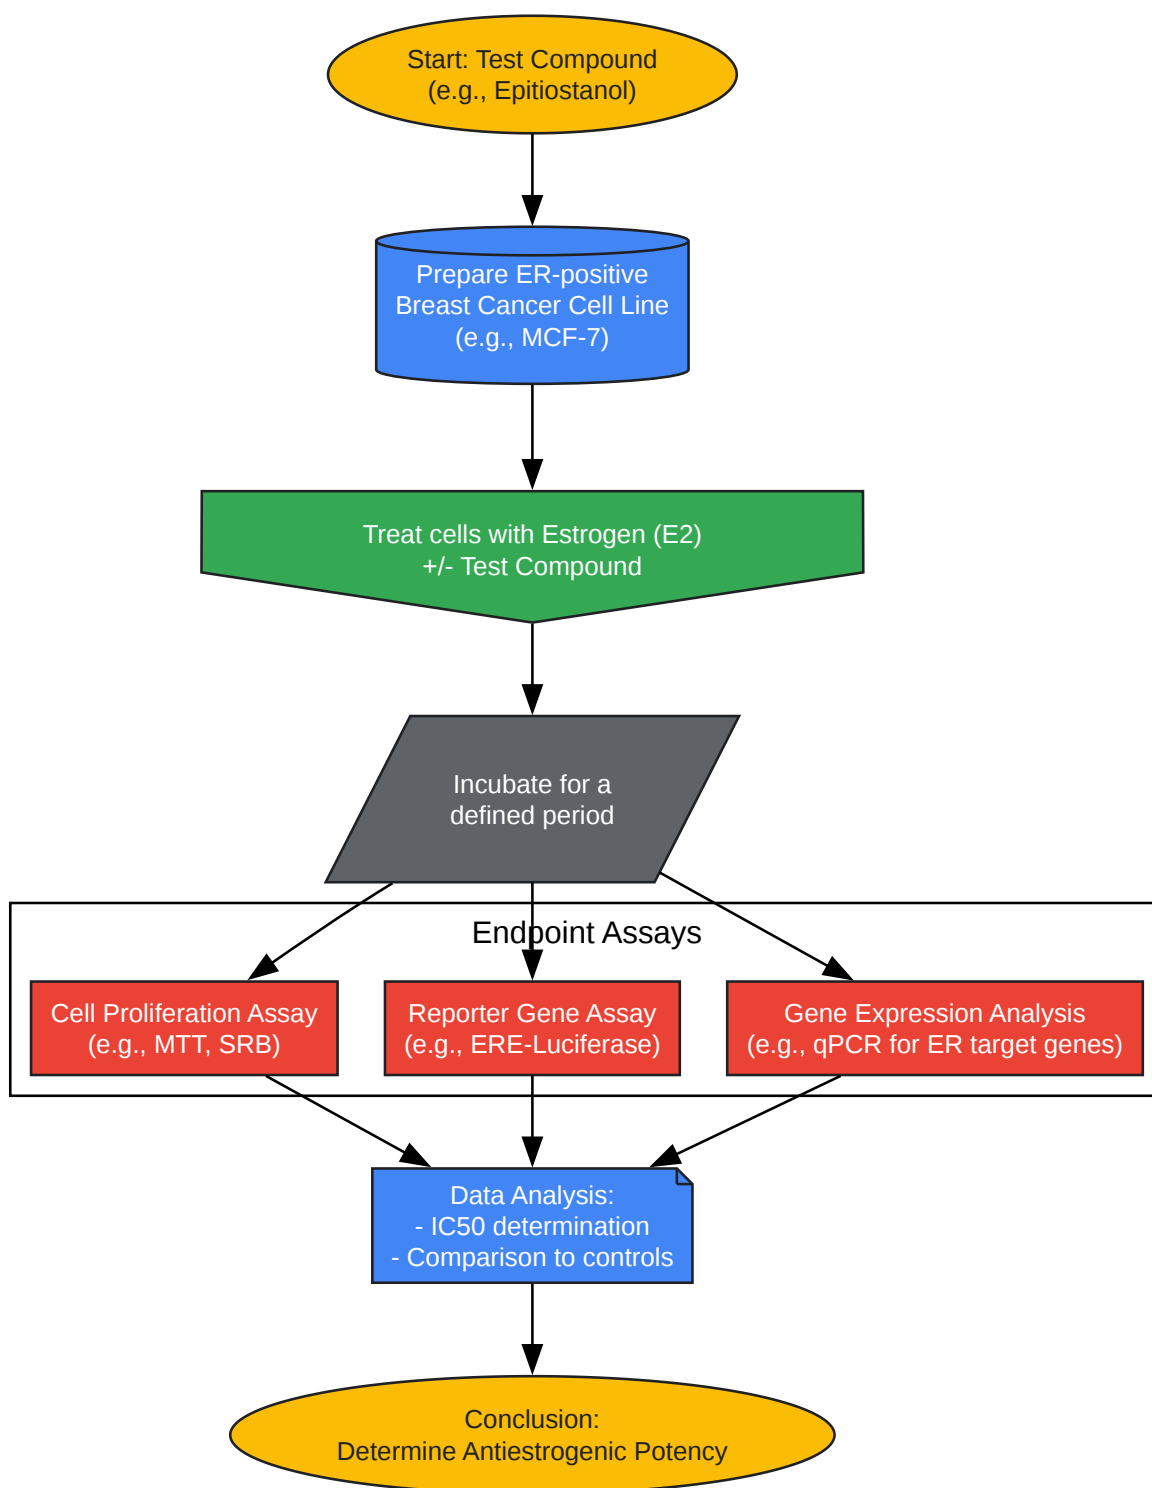 Start: Test Compound
(e.g., Epitiostanol)
Prepare ER-positive
Breast Cancer Cell Line
(e.g., MCF-7)
Treat cells with Estrogen (E2)
+/- Test Compound
Incubate for a
defined period
Endpoint Assays
Cell Proliferation Assay
(e.g., MTT, SRB)
Reporter Gene Assay
(e.g., ERE-Luciferase)
Gene Expression Analysis
(e.g., qPCR for ER target genes)
Data Analysis:
- IC50 determination
- Comparison to controls
Conclusion:
Determine Antiestrogenic Potency